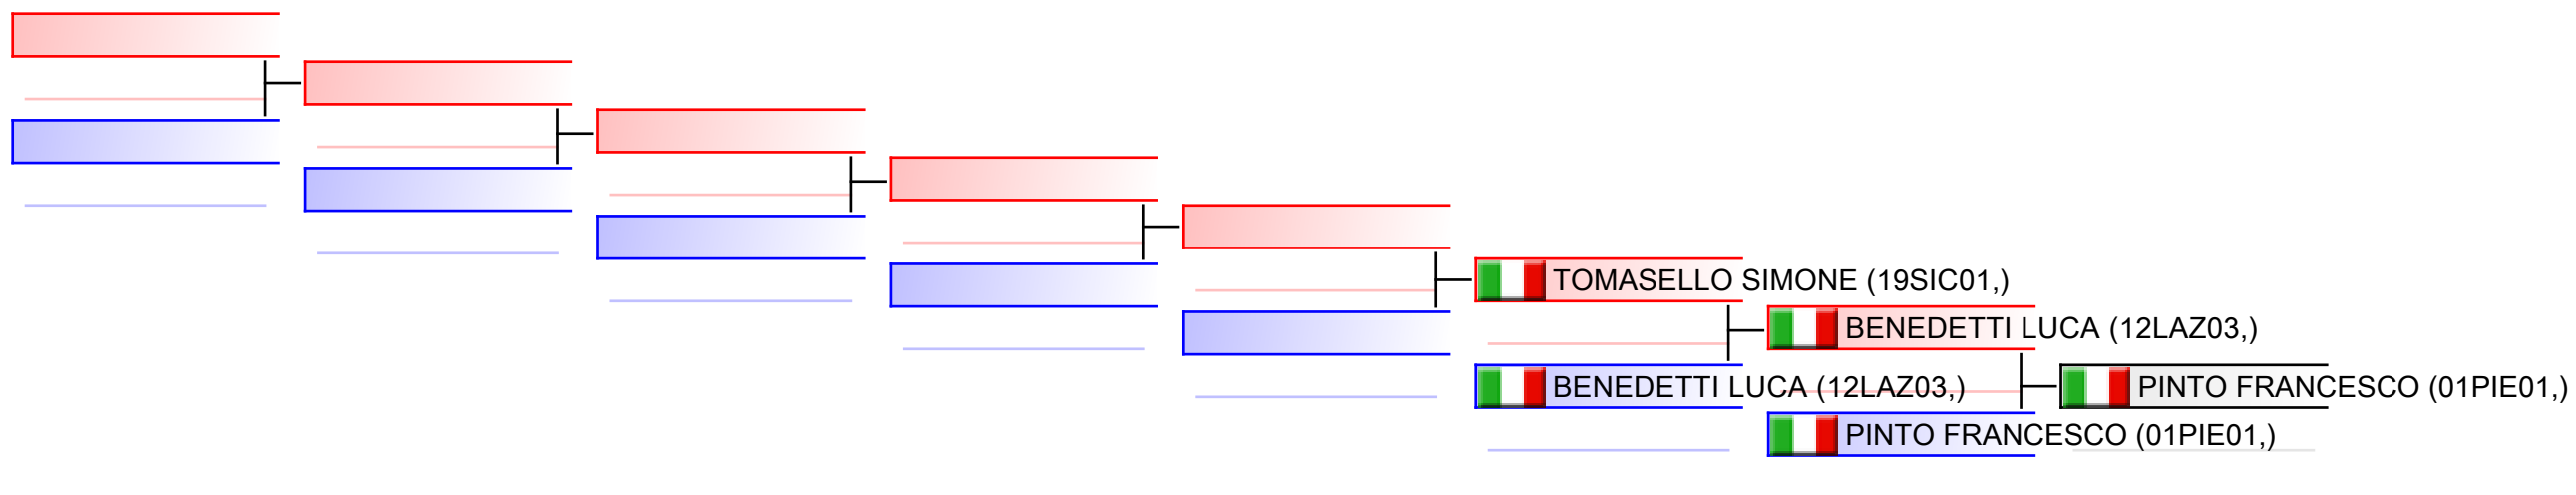 TOMASELLO SIMONE (19SIC01,)
BENEDETTI LUCA (12LAZ03,)
BENEDETTI LUCA (12LAZ03,)
PINTO FRANCESCO (01PIE01,)
PINTO FRANCESCO (01PIE01,)